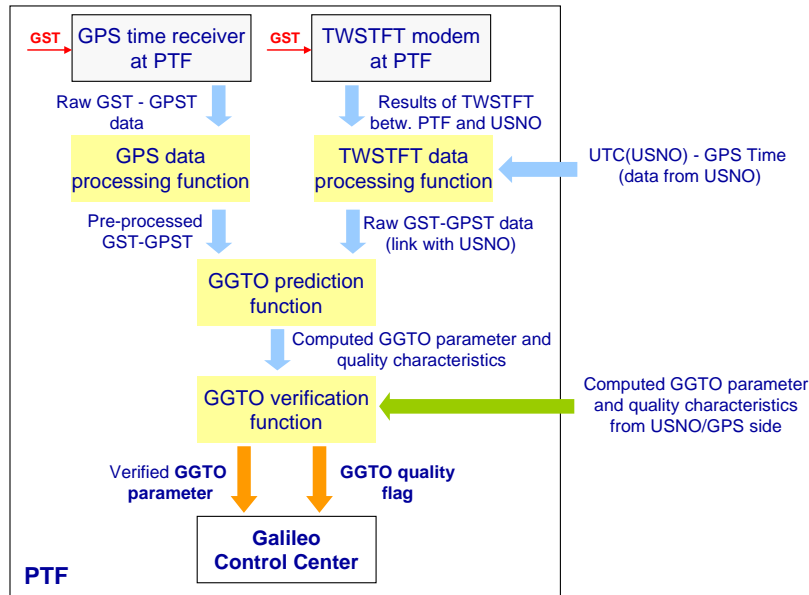 GST
GPS time receiver
at PTF
GST
TWSTFT modem
at PTF
Raw GST - GPST
data
Results of TWSTFT
betw. PTF and USNO
GPS data
processing function
TWSTFT data
processing function
UTC(USNO) - GPS Time
(data from USNO)
Pre-processed
GST-GPST
Raw GST-GPST data
(link with USNO)
GGTO prediction
function
Computed GGTO parameter and
quality characteristics
GGTO verification
function
Computed GGTO parameter
and quality characteristics
from USNO/GPS side
Verified GGTO
parameter
GGTO quality
flag
Galileo
Control Center
PTF